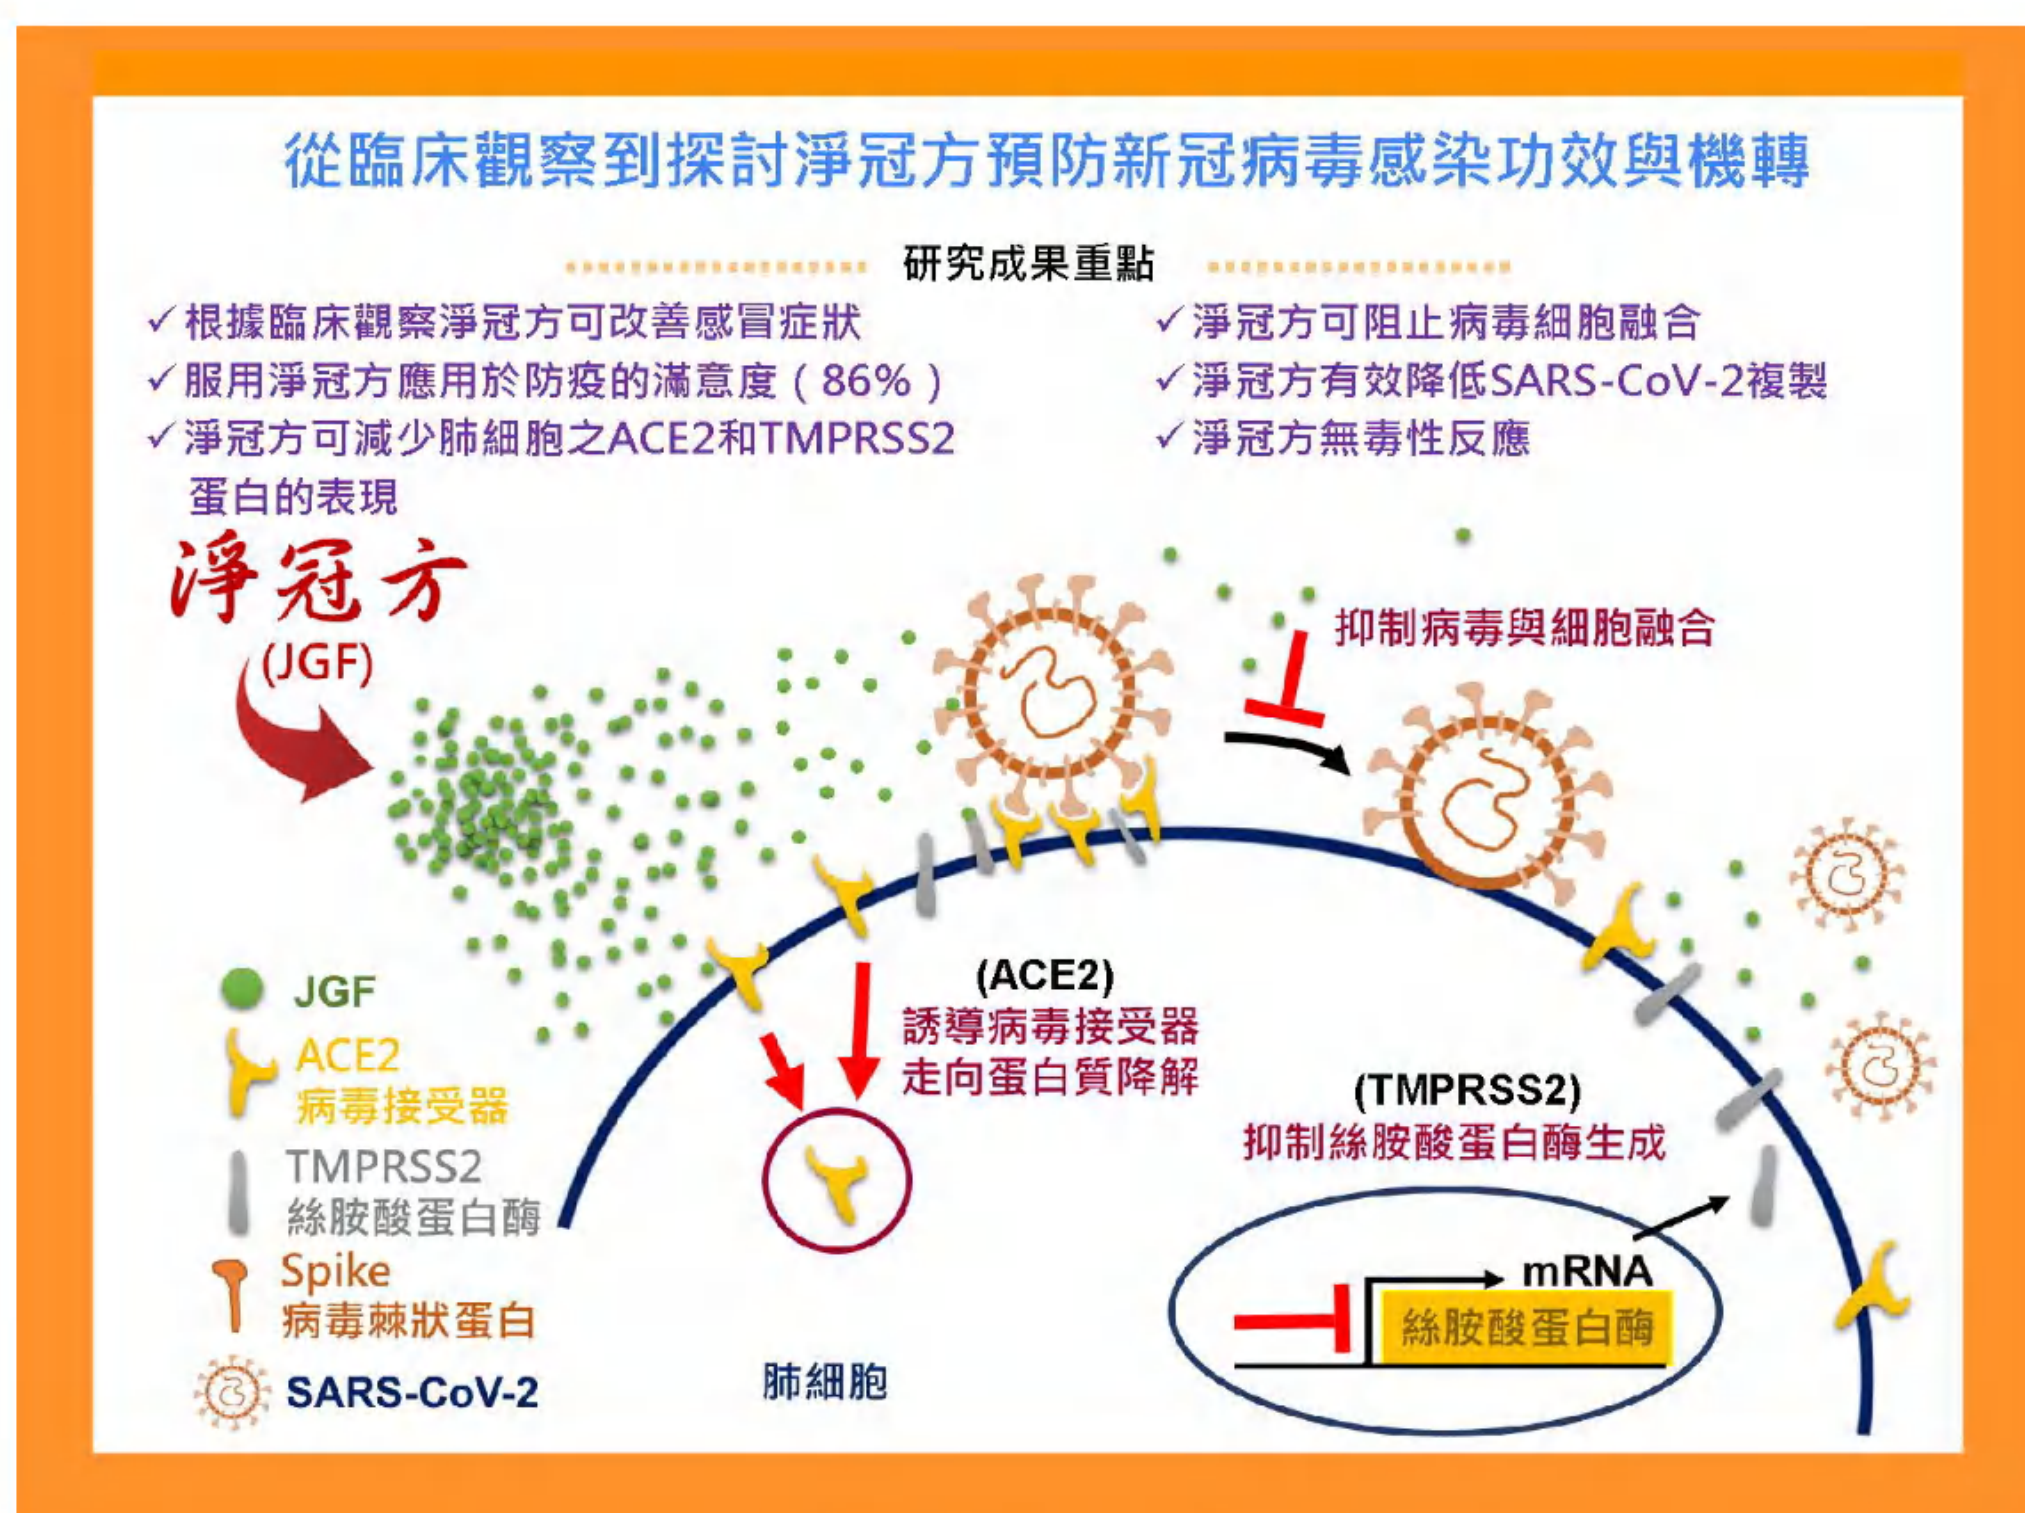 從臨床觀察到探討淨冠方預防新冠病毒感染功效與機轉
研究成果重點
✓根據臨床觀察淨冠方可改善感冒症狀
✓服用淨冠方應用於防疫的滿意度（86%）
✓淨冠方可減少肺細胞之ACE2和TMPRSS2
蛋白的表現
✓淨冠方可阻止病毒細胞融合
✓淨冠方有效降低SARS-CoV-2複製
✓淨冠方無毒性反應
淨冠方
(JGF)
抑制病毒與細胞融合
(ACE2)
誘導病毒接受器
走向蛋白質降解
(TMPRSS2)
抑制絲胺酸蛋白酶生成
mRNA
絲胺酸蛋白酶
JGF
ACE2
病毒接受器
TMPRSS2
絲胺酸蛋白酶
Spike
病毒棘狀蛋白
SARS-CoV-2
肺細胞